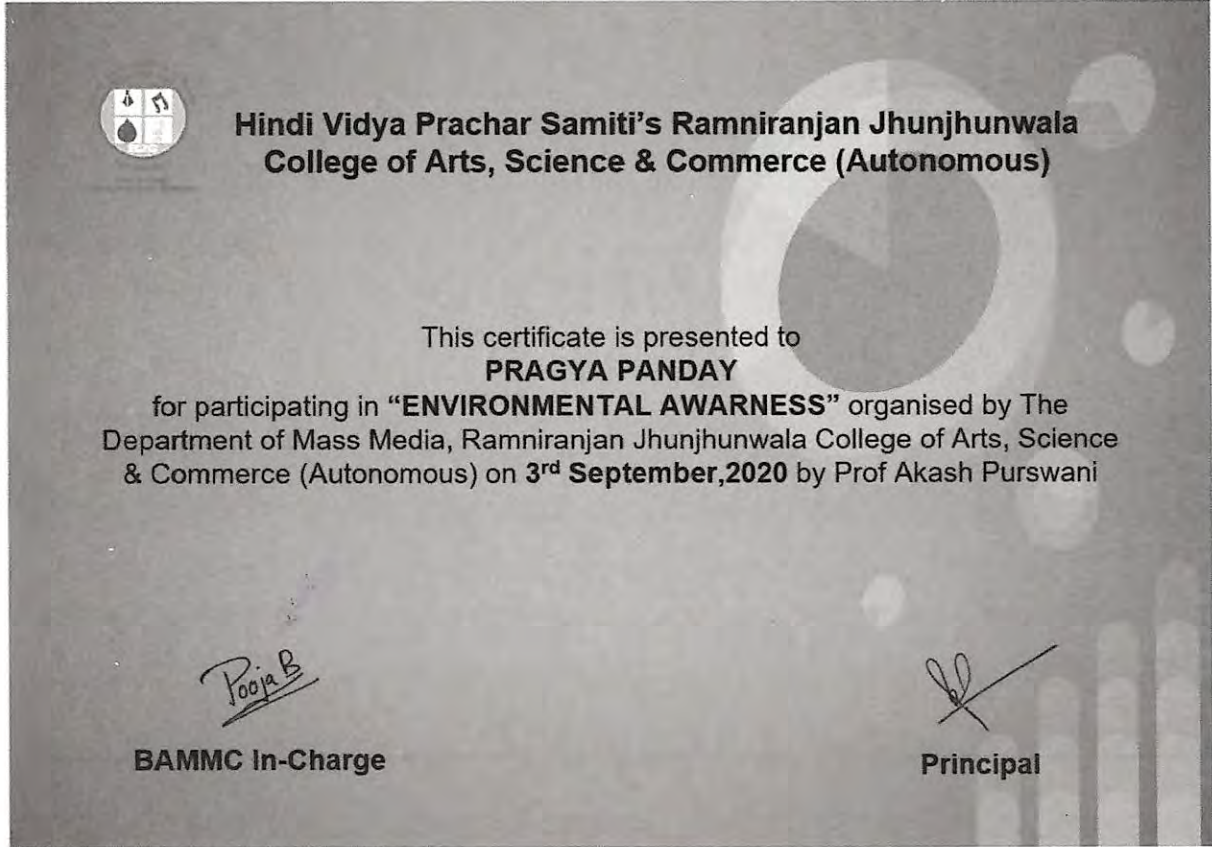 Hindi Vidya Prachar Samiti's Ramniranjan Jhunjhunwala
College of Arts, Science & Commerce (Autonomous)
This certificate is presented to
PRAGYA PANDAY
for participating in “ENVIRONMENTAL AWARNESS” organised by The
Department of Mass Media, Ramniranjan Jhunjhunwala College of Arts, Science
& Commerce (Autonomous) on 3rd September,2020 by Prof Akash Purswani
Pooja B
BAMMC In-Charge
Principal